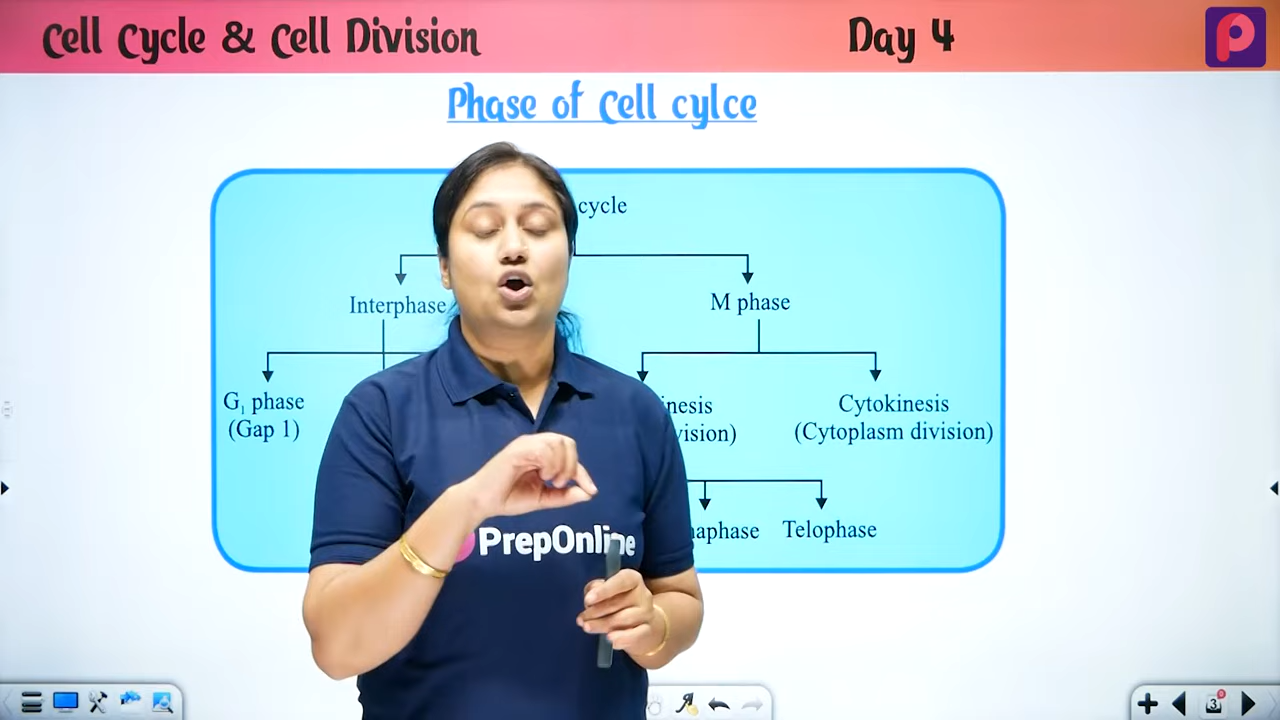 Cell Cycle & Cell Division
Day 4
Phase of Cell cylce
cycle
Interphase
M phase
G₁ phase
(Gap 1)
Cytokinesis
(Cytoplasm division)
Telophase
PrepOnline
3